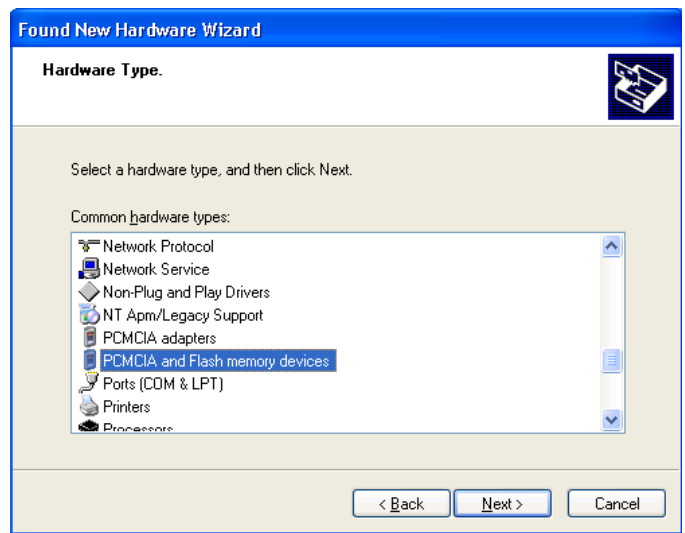 Found New Hardware Wizard
Hardware Type.
Select a hardware type, and then click Next.
Common hardware types:
Network Protocol
Network Service
Non-Plug and Play Drivers
NT Apm/Legacy Support
PCMCIA adapters
PCMCIA and Flash memory devices
Ports (COM & LPT)
Printers
Processors
< Back Next > Cancel